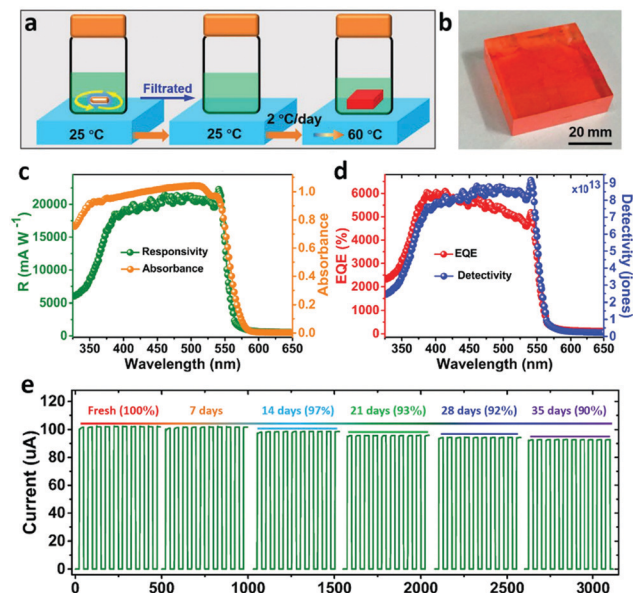 a
Filtrated
2 °C/day
25 °C
25 °C
60 °C
b
20 mm
c
R (mA W⁻¹)
20000
15000
10000
5000
0
Responsivity
Absorbance
1.0
0.8
0.6
0.4
0.2
0.0
Absorbance
350 400 450 500 550 600 650
Wavelength (nm)
d
EQE (%)
6000
5000
4000
3000
2000
1000
0
x10¹³
EQE
Detectivity
9
8
7
6
5
4
3
2
1
0
Detectivity (jones)
350 400 450 500 550 600 650
Wavelength (nm)
e
Current (uA)
120
100
80
60
40
20
0
Fresh (100%) 7 days 14 days (97%) 21 days (93%) 28 days (92%) 35 days (90%)
0 500 1000 1500 2000 2500 3000